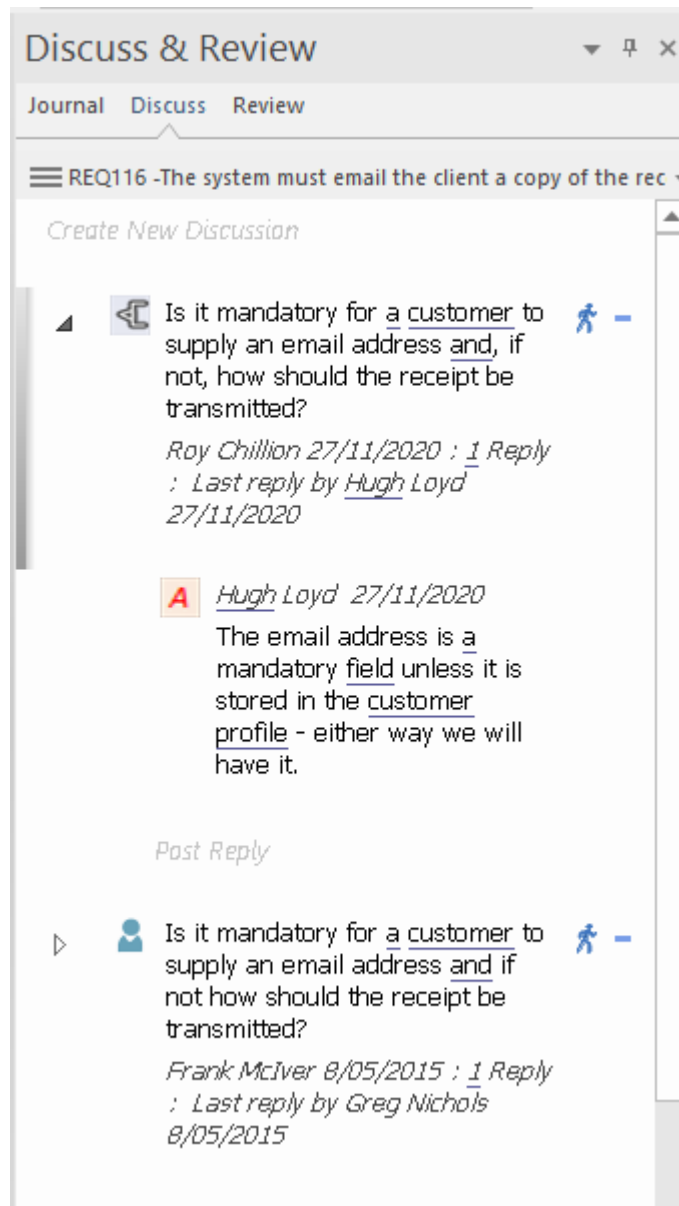 Discuss & Review
Journal Discuss Review
REQ116 -The system must email the client a copy of the rec
Create New Discussion
Is it mandatory for a customer to
supply an email address and, if
not, how should the receipt be
transmitted?
Roy Chillion 27/11/2020 : 1 Reply
: Last reply by Hugh Loyd
27/11/2020
A Hugh Loyd 27/11/2020
The email address is a
mandatory field unless it is
stored in the customer
profile - either way we will
have it.
Post Reply
Is it mandatory for a customer to
supply an email address and if
not how should the receipt be
transmitted?
Frank McIver 8/05/2015 : 1 Reply
: Last reply by Greg Nichols
8/05/2015